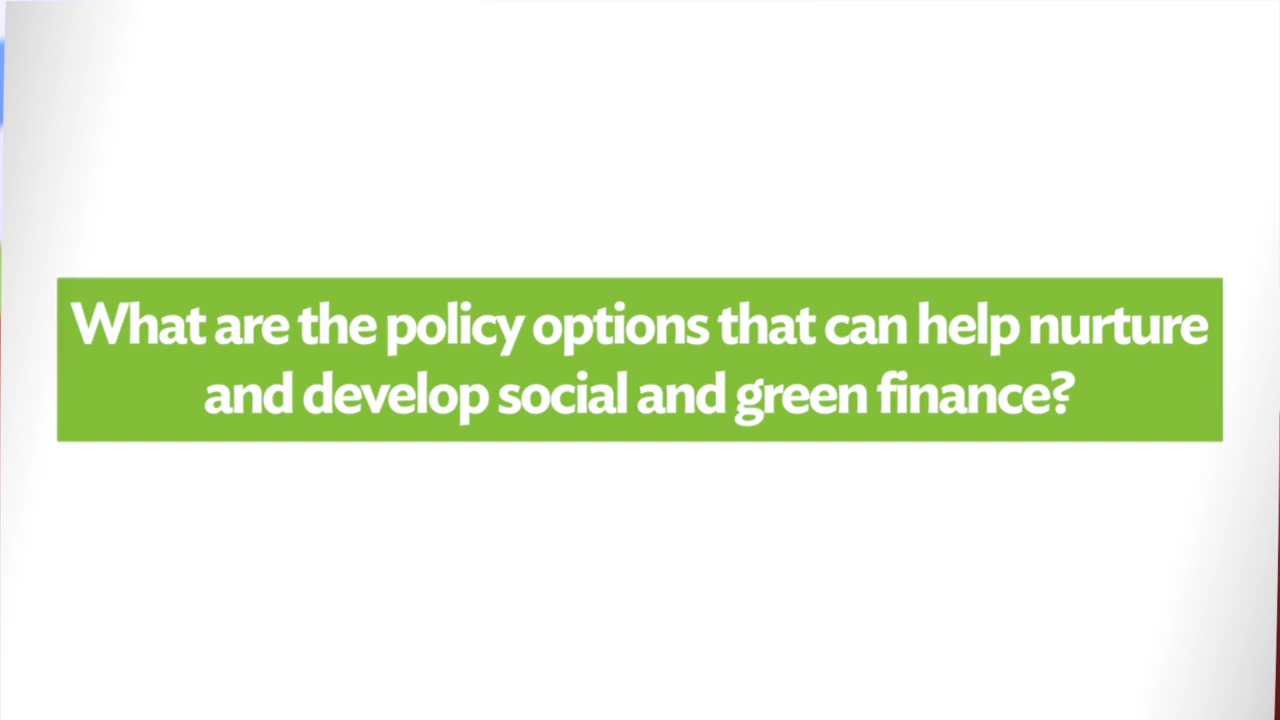 What are the policy options that can help nurture
and develop social and green finance?